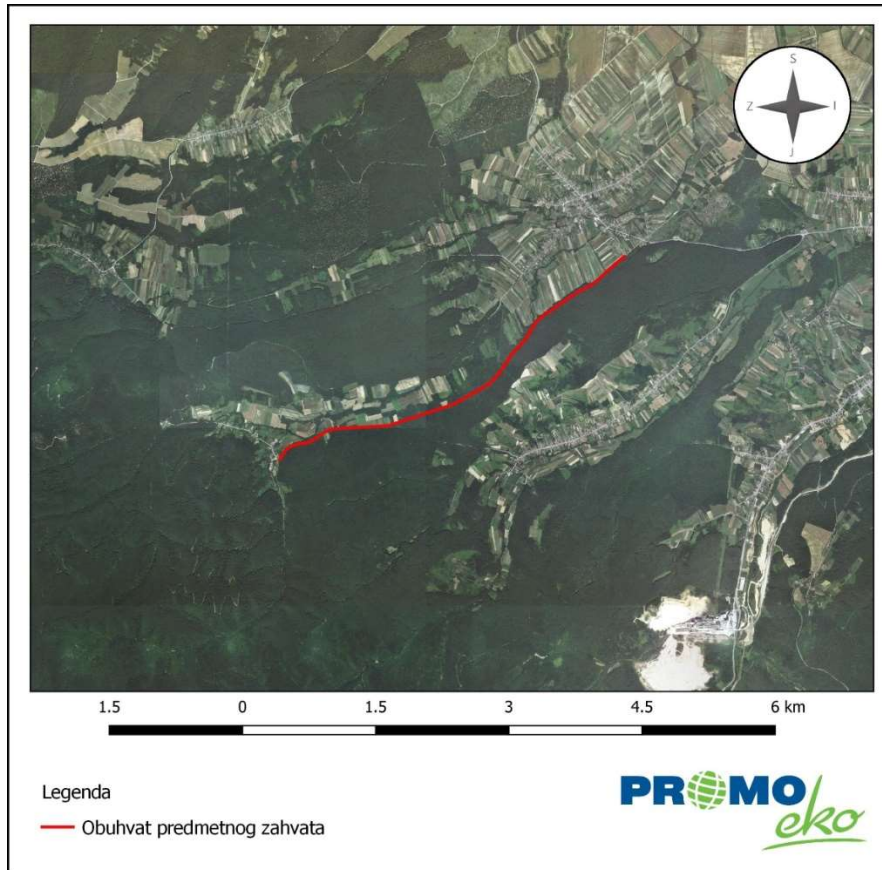 S
Z I
J
1.5 0 1.5 3 4.5 6 km
Legenda
Obuhvat predmetnog zahvata
PROMO
eko